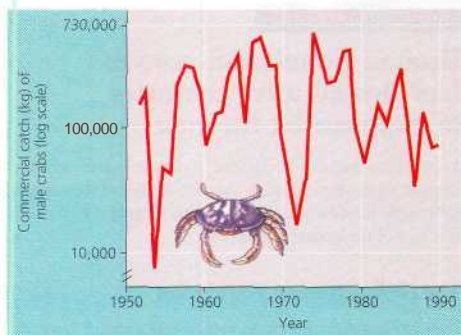 Commercial catch (kg) of
male crabs (log scale)
730,000
100,000
10,000
1950 1960 1970 1980 1990
Year